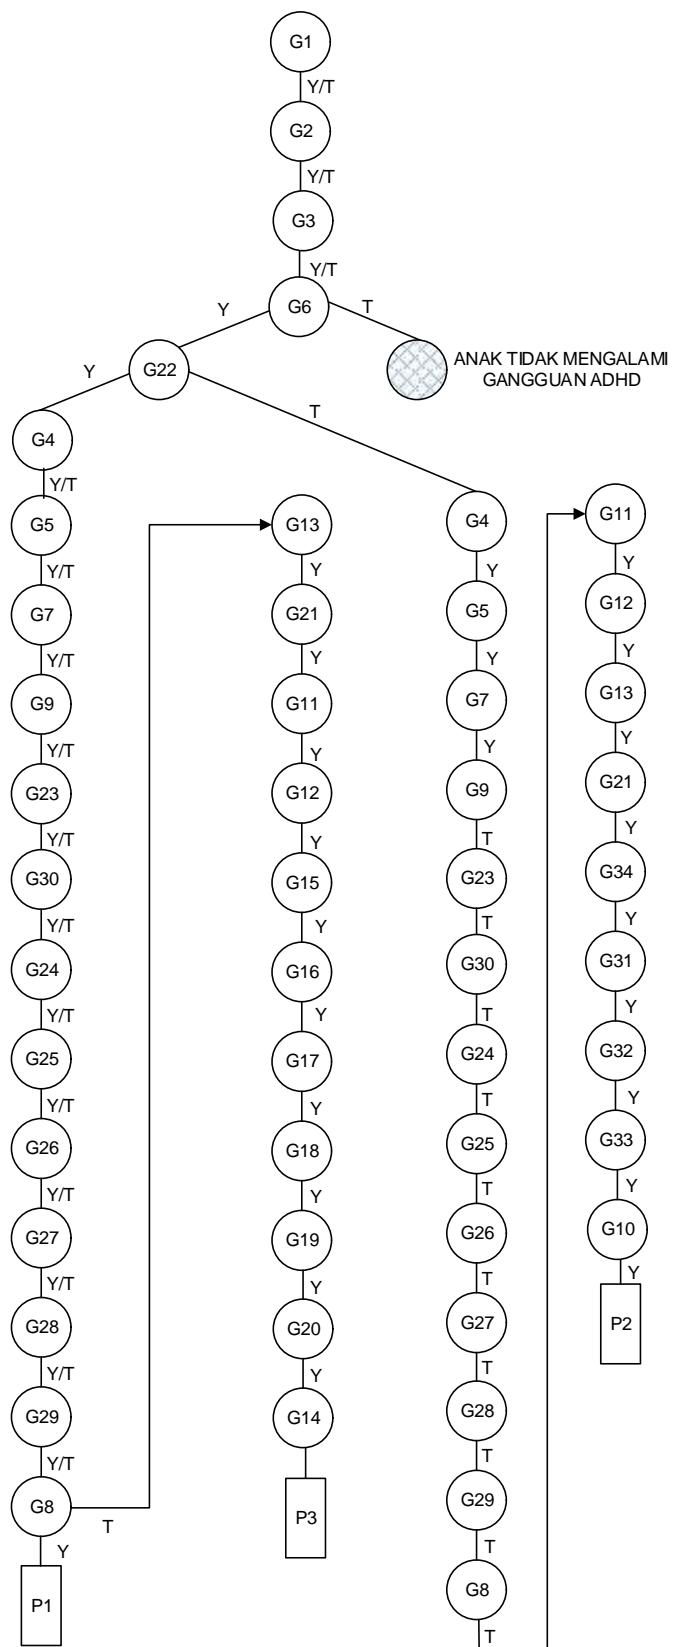 G1
Y/T
G2
Y/T
G3
Y/T
G6
Y
T
ANAK TIDAK MENGALAMI
GANGGUAN ADHD
G22
Y
T
G4
Y/T
G5
Y/T
G7
Y/T
G9
Y/T
G23
Y/T
G30
Y/T
G24
Y/T
G25
Y/T
G26
Y/T
G27
Y/T
G28
Y/T
G29
Y/T
G8
T
Y
P1
G13
Y
G21
Y
G11
Y
G12
Y
G15
Y
G16
Y
G17
Y
G18
Y
G19
Y
G20
Y
G14
P3
G4
Y
G5
Y
G7
Y
G9
T
G23
T
G30
T
G24
T
G25
T
G26
T
G27
T
G28
T
G29
T
G8
T
G11
Y
G12
Y
G13
Y
G21
Y
G34
Y
G31
Y
G32
Y
G33
Y
G10
Y
P2